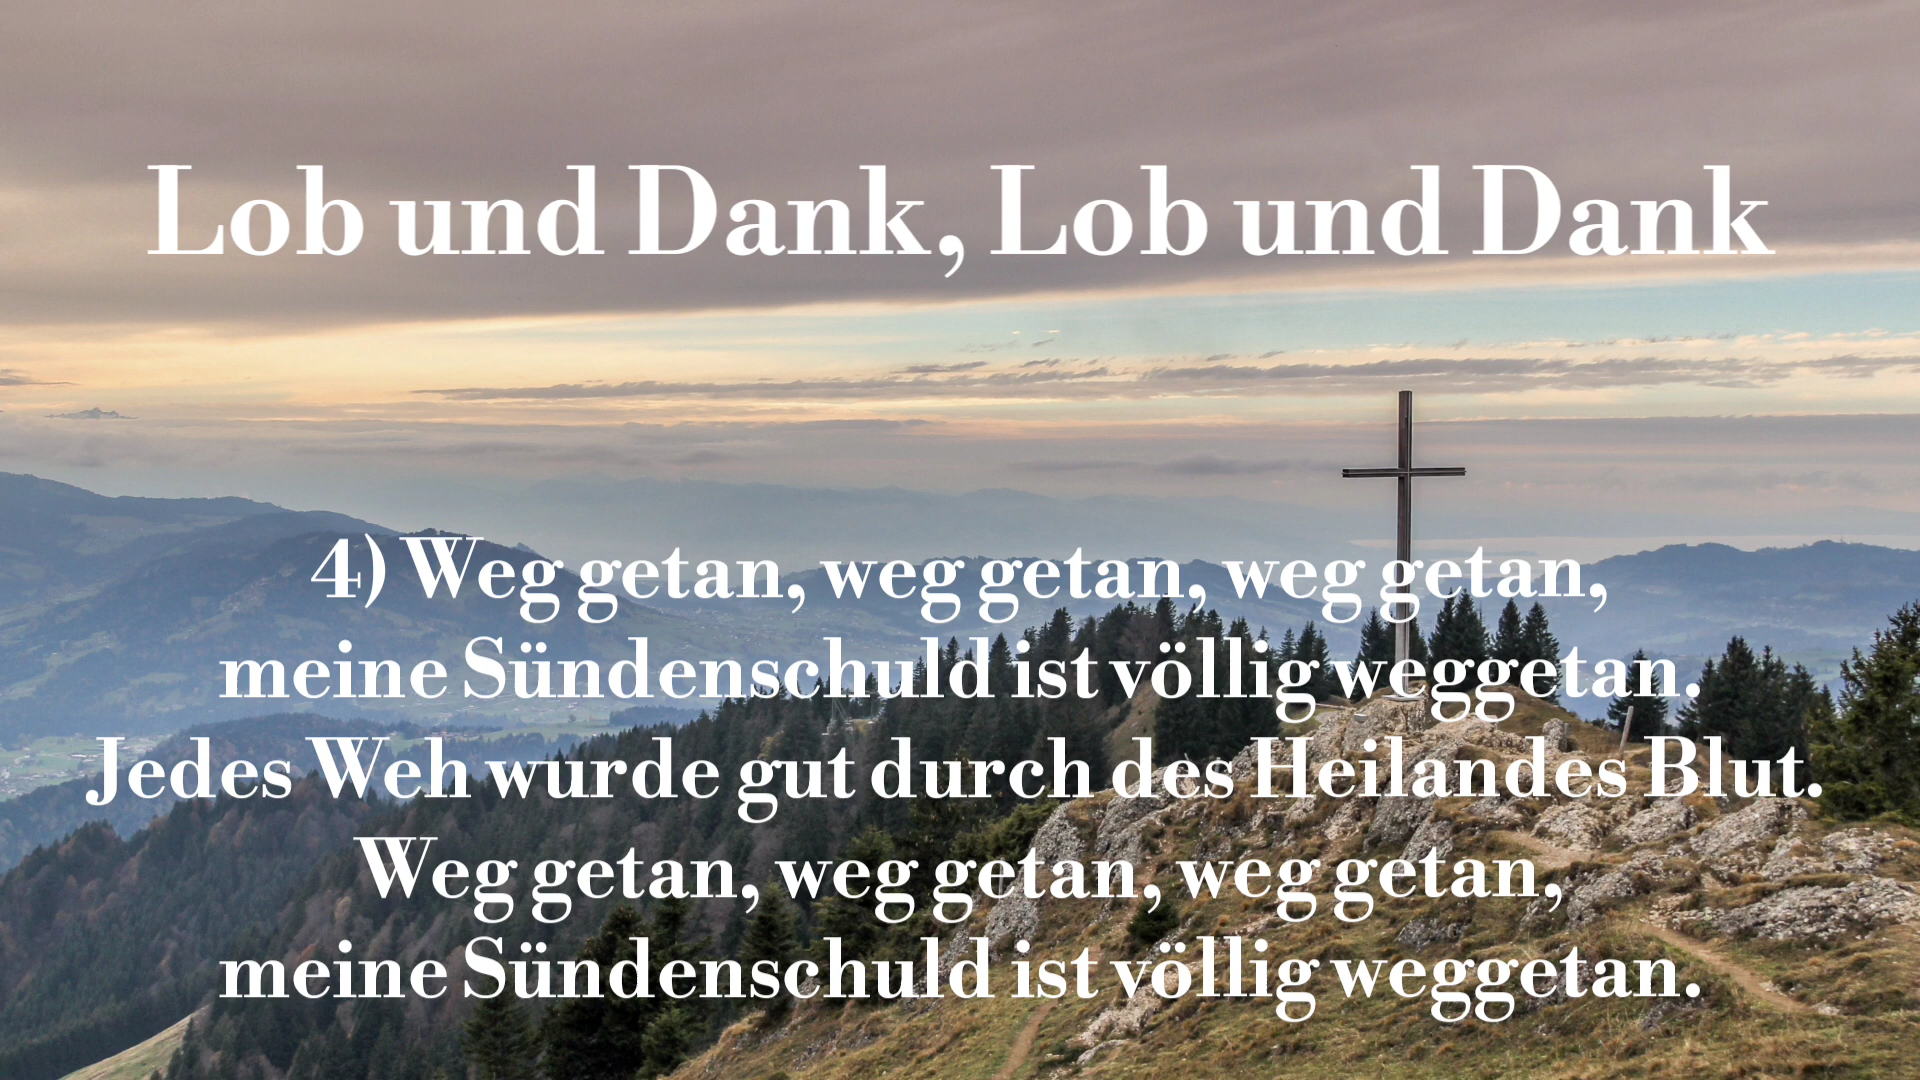 Lob und Dank, Lob und Dank
4) Weg getan, weg getan, weg getan,
meine Sündenschuld ist völlig weggetan.
Jedes Weh wurde gut durch des Heilandes Blut.
Weg getan, weg getan, weg getan,
meine Sündenschuld ist völlig weggetan.